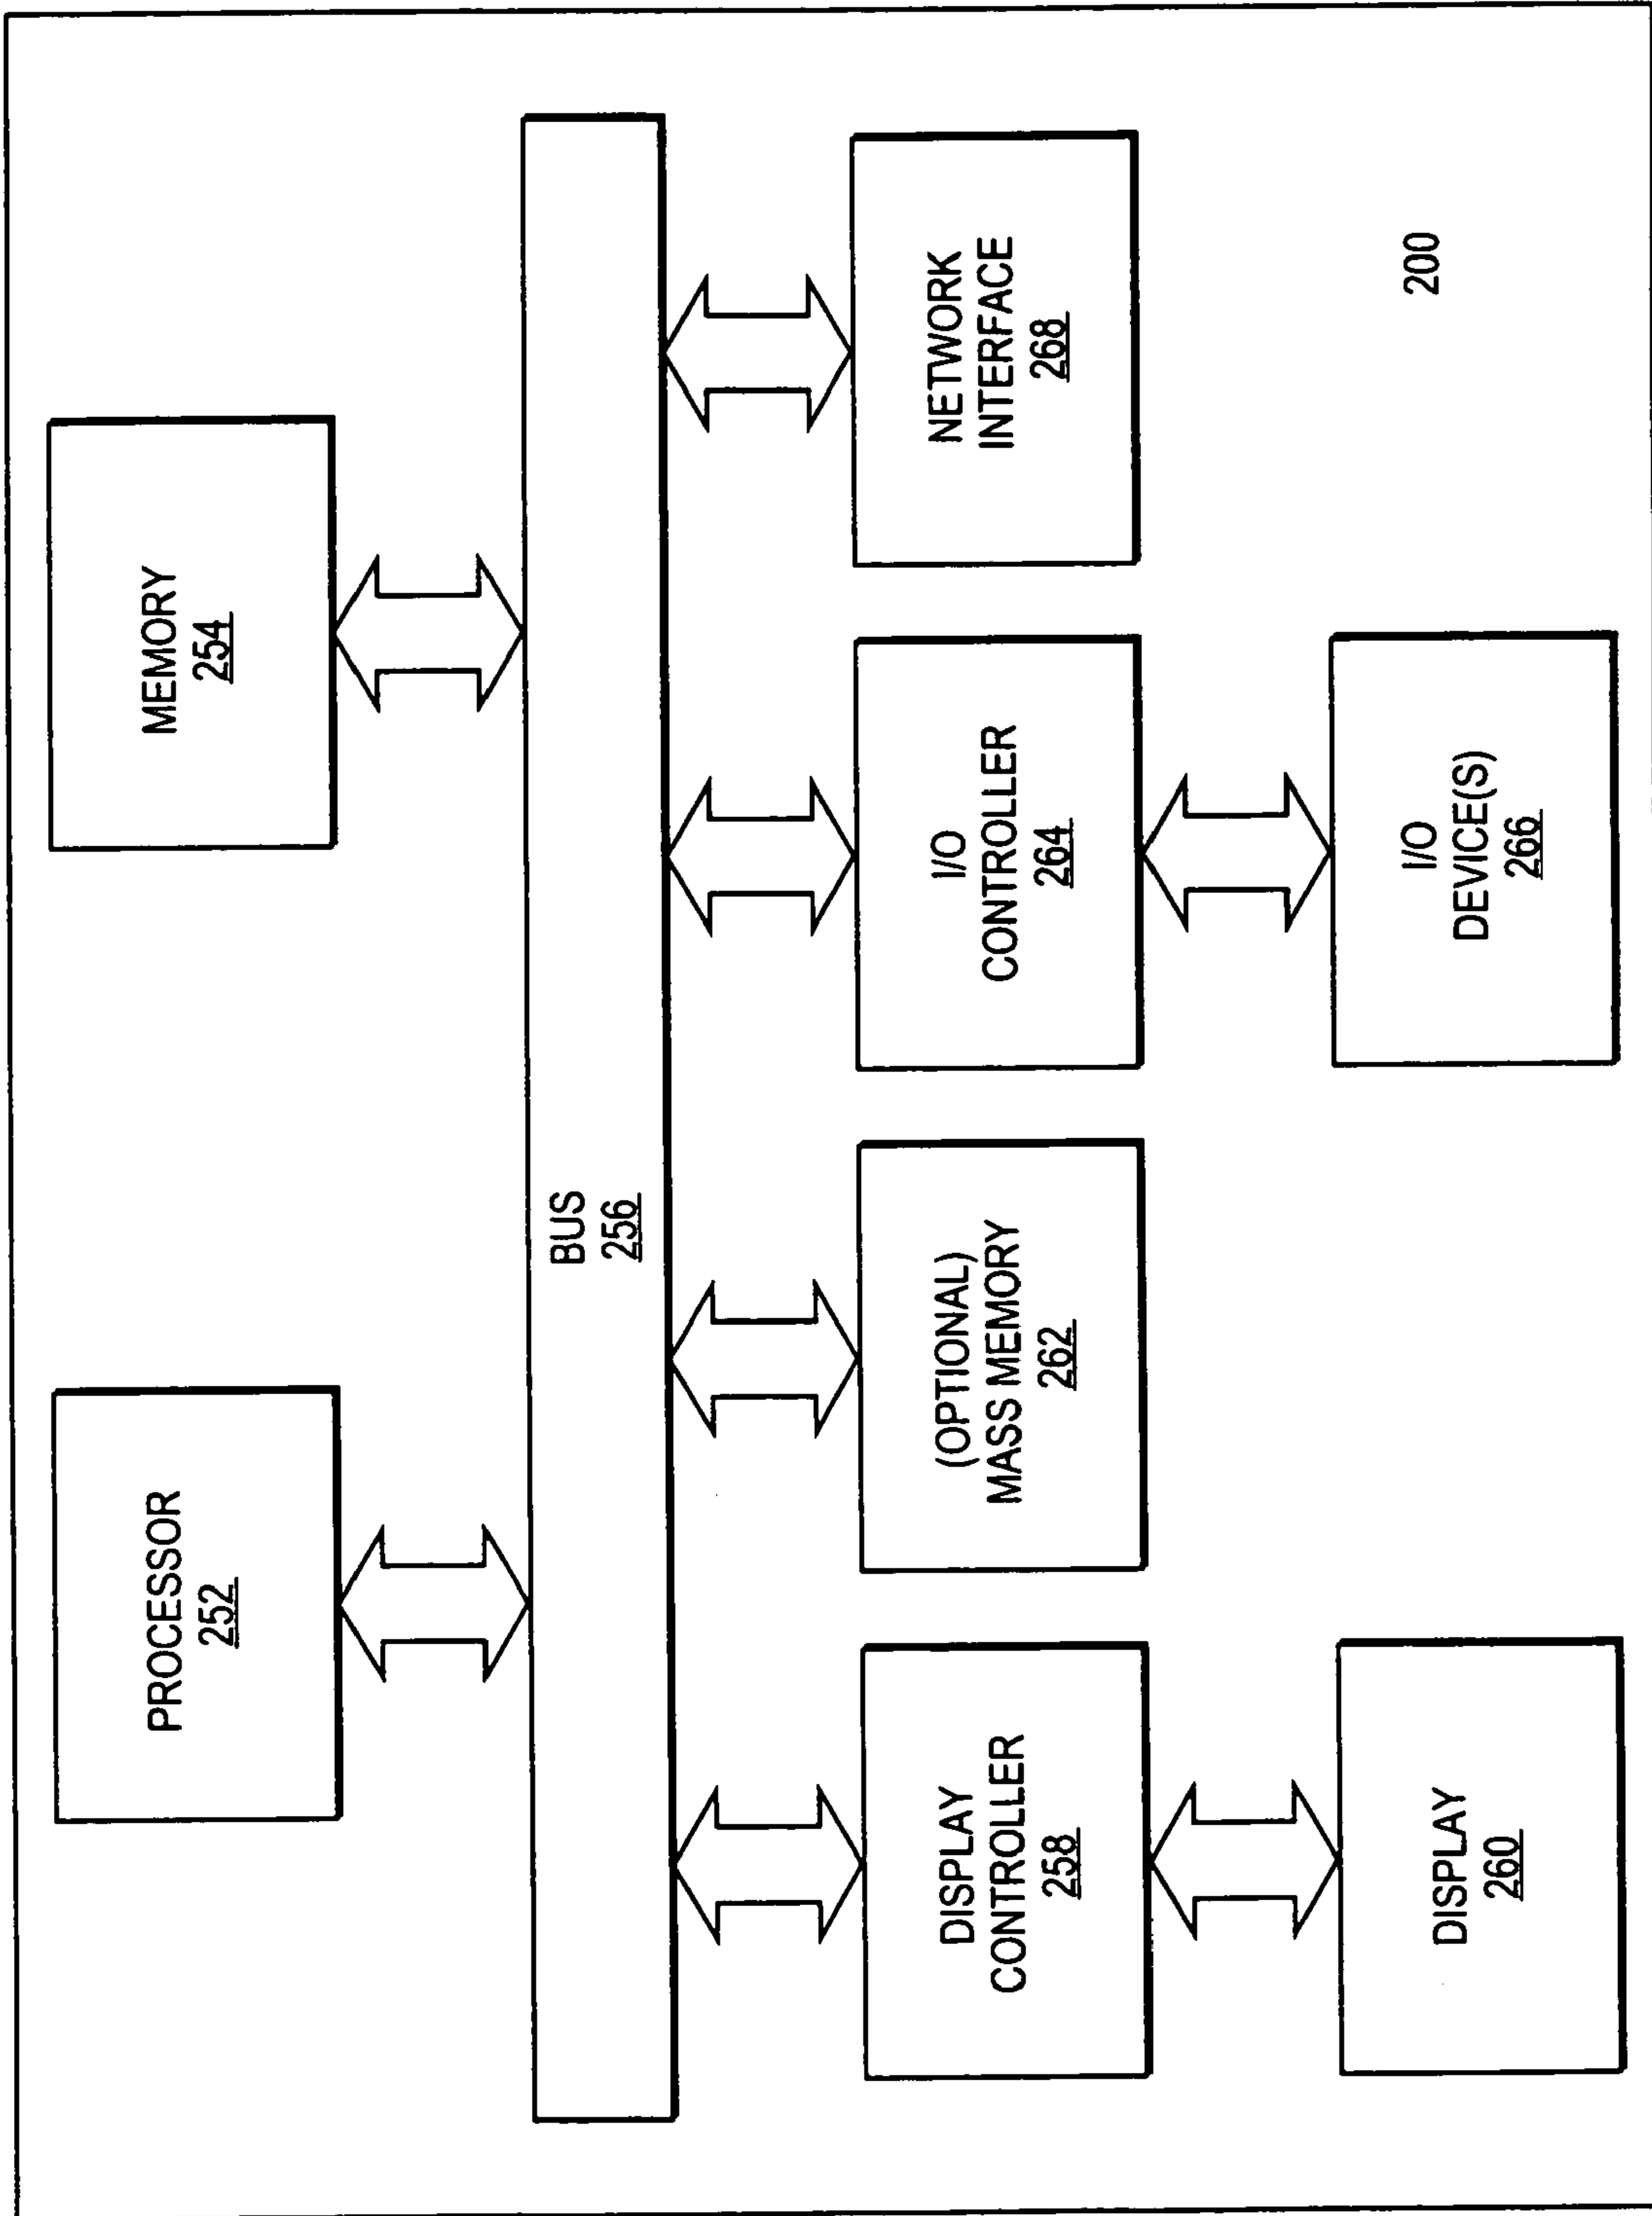 PROCESSOR
252
MEMORY
254
BUS
256
DISPLAY
CONTROLLER
258
(OPTIONAL)
MASS MEMORY
262
I/O
CONTROLLER
264
NETWORK
INTERFACE
268
DISPLAY
260
I/O
DEVICE(S)
266
200